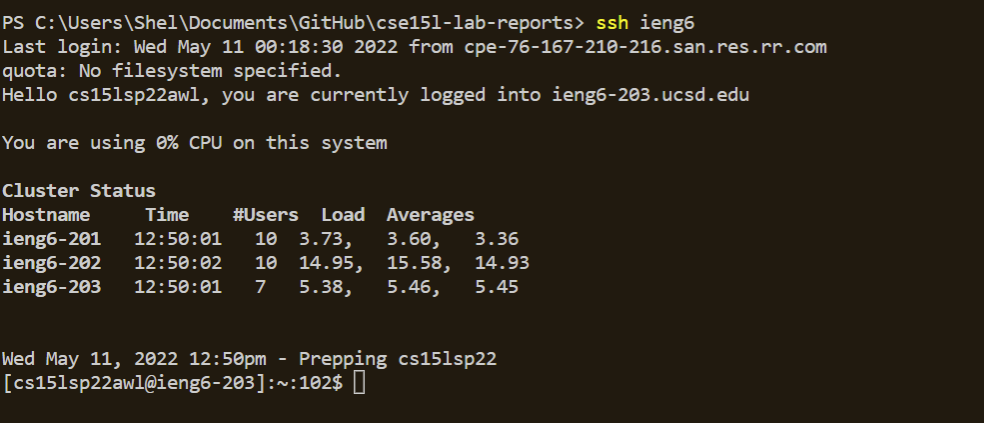 PS C:\Users\Shel\Documents\GitHub\cse15l-lab-reports> ssh ieng6
Last login: Wed May 11 00:18:30 2022 from cpe-76-167-210-216.san.res.rr.com
quota: No filesystem specified.
Hello cs15lsp22awl, you are currently logged into ieng6-203.ucsd.edu
You are using 0% CPU on this system
Cluster Status
Hostname     Time    #Users  Load  Averages
ieng6-201   12:50:01   10  3.73,   3.60,   3.36
ieng6-202   12:50:02   10  14.95,  15.58,  14.93
ieng6-203   12:50:01   7   5.38,   5.46,   5.45
Wed May 11, 2022 12:50pm - Prepping cs15lsp22
[cs15lsp22awl@ieng6-203]:~:102$